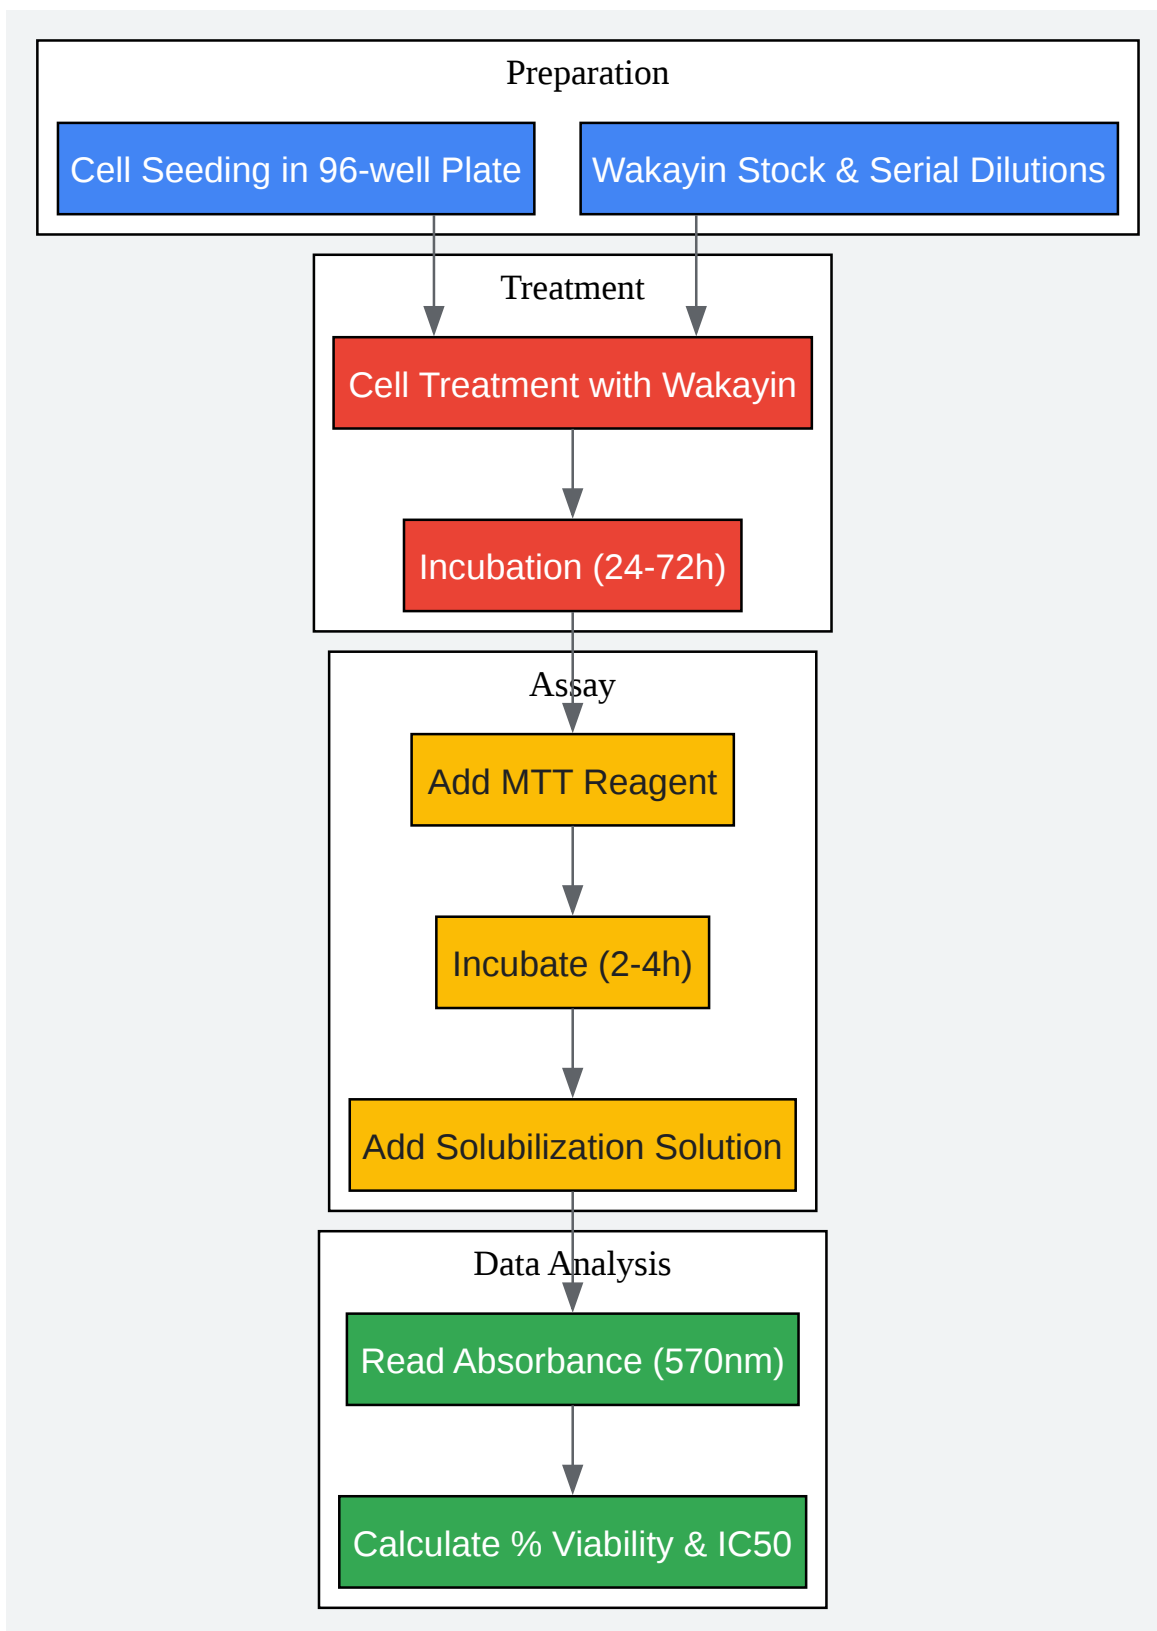 Preparation
Cell Seeding in 96-well Plate
Wakayin Stock & Serial Dilutions
Treatment
Cell Treatment with Wakayin
Incubation (24-72h)
Assay
Add MTT Reagent
Incubate (2-4h)
Add Solubilization Solution
Data Analysis
Read Absorbance (570nm)
Calculate % Viability & IC50